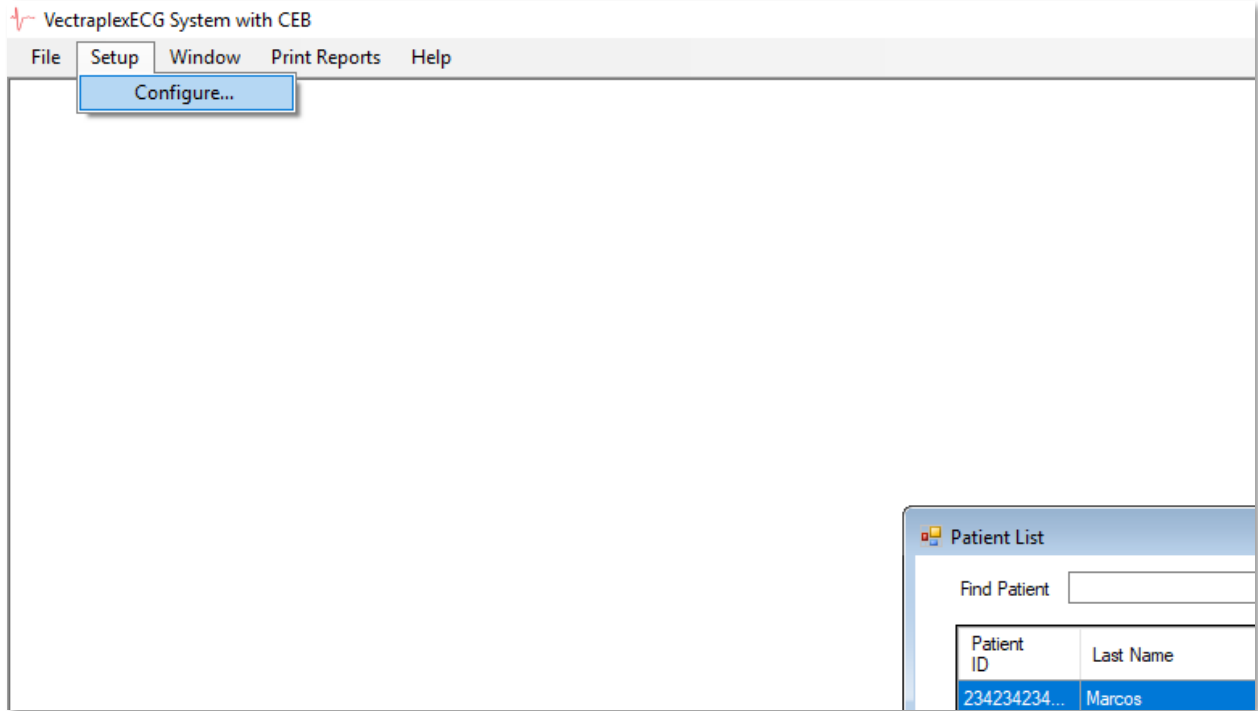 VectraplexECG System with CEB
File Setup Window Print Reports Help
Configure...
Patient List
Find Patient
Patient ID Last Name
234234234... Marcos